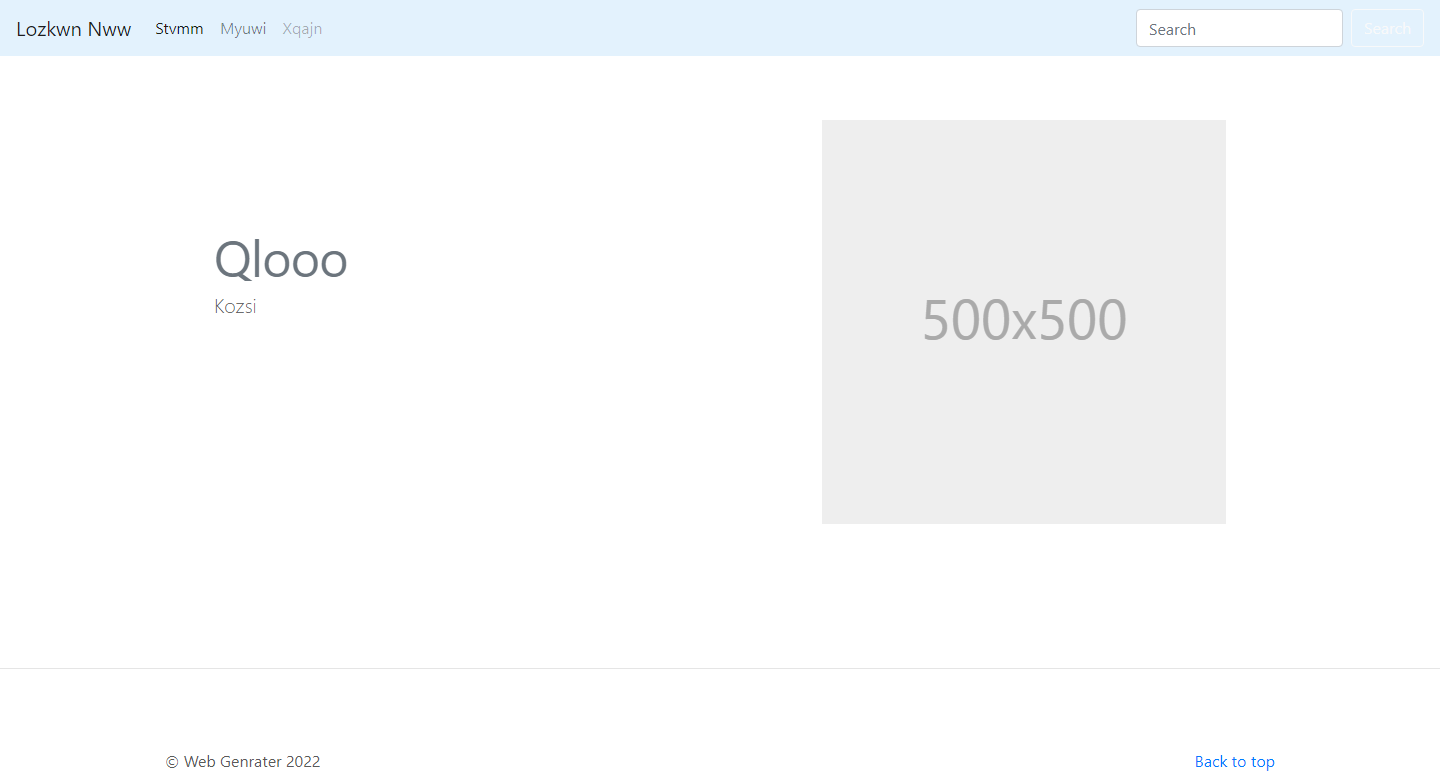 Lozkwn Nww Stvmm Myuwi Xqajn Search Search
Qlooo
Kozsi
500x500
© Web Genrater 2022 Back to top